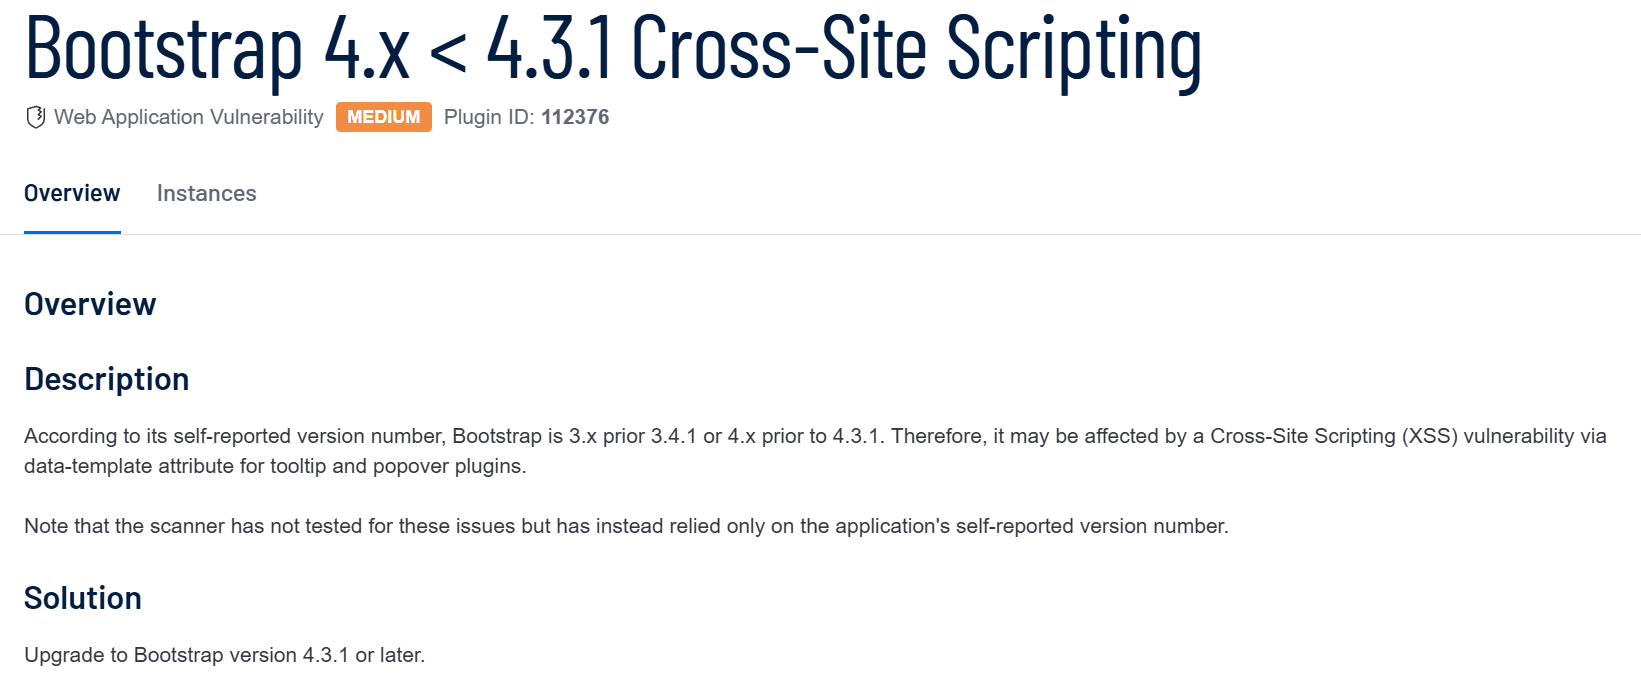 Bootstrap 4.x < 4.3.1 Cross-Site Scripting
Web Application Vulnerability MEDIUM Plugin ID: 112376
Overview Instances
Overview
Description
According to its self-reported version number, Bootstrap is 3.x prior 3.4.1 or 4.x prior to 4.3.1. Therefore, it may be affected by a Cross-Site Scripting (XSS) vulnerability via
data-template attribute for tooltip and popover plugins.
Note that the scanner has not tested for these issues but has instead relied only on the application's self-reported version number.
Solution
Upgrade to Bootstrap version 4.3.1 or later.